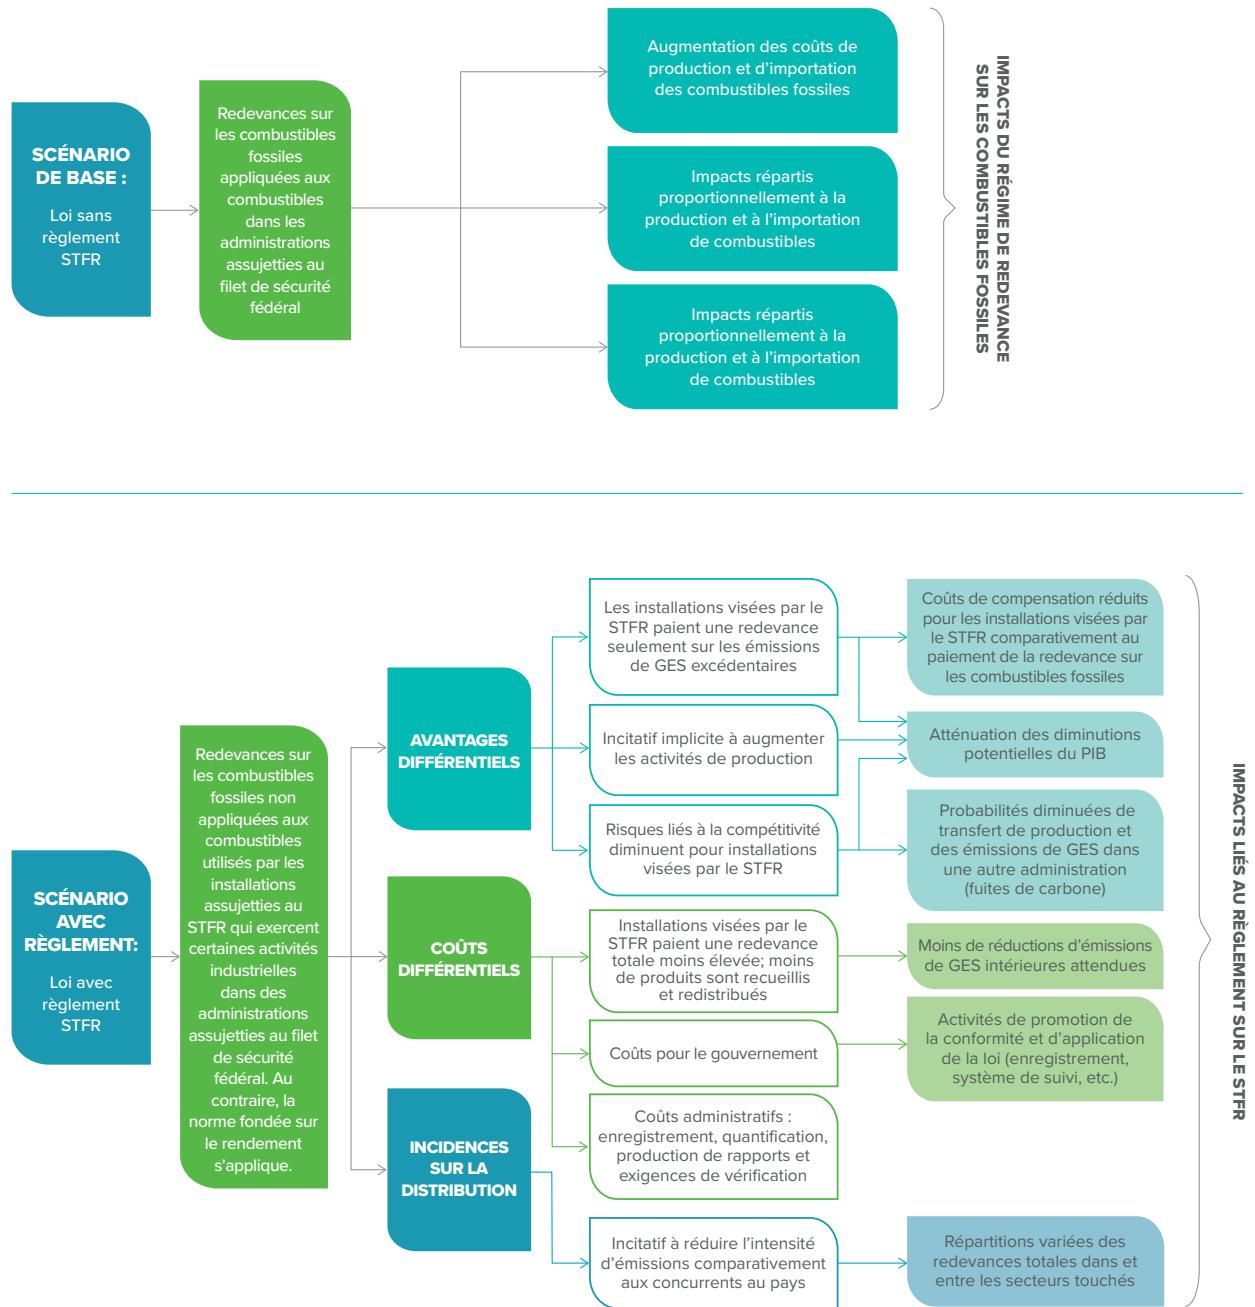 SCÉNARIO
DE BASE :
Loi sans
règlement
STFR
Redevances sur
les combustibles
fossiles
appliquées aux
combustibles
dans les
administrations
assujetties au
filet de sécurité
fédéral
Augmentation des coûts de
production et d'importation
des combustibles fossiles
Impacts répartis
proportionnellement à la
production et à l'importation
de combustibles
Impacts répartis
proportionnellement à la
production et à l'importation
de combustibles
IMPACTS DU RÉGIME DE REDEVANCE
SUR LES COMBUSTIBLES FOSSILES
SCÉNARIO
AVEC
RÈGLEMENT:
Loi avec
règlement
STFR
Redevances sur
les combustibles
fossiles non
appliquées aux
combustibles
utilisés par les
installations
assujetties au
STFR qui exercent
certaines activités
industrielles
dans des
administrations
assujetties au filet
de sécurité
fédéral. Au
contraire, la
norme fondée sur
le rendement
s'applique.
AVANTAGES
DIFFÉRENTIELS
Les installations visées par le
STFR paient une redevance
seulement sur les émissions
de GES excédentaires
Incitatif implicite à augmenter
les activités de production
Risques liés à la compétitivité
diminuent pour installations
visées par le STFR
Coûts de compensation réduits
pour les installations visées par
le STFR comparativement au
paiement de la redevance sur
les combustibles fossiles
Atténuation des diminutions
potentielles du PIB
Probabilités diminuées de
transfert de production et
des émissions de GES dans
une autre administration
(fuites de carbone)
COÛTS
DIFFÉRENTIELS
Installations visées par le
STFR paient une redevance
totale moins élevée; moins
de produits sont recueillis
et redistribués
Coûts pour le gouvernement
Coûts administratifs :
enregistrement, quantification,
production de rapports et
exigences de vérification
Moins de réductions d'émissions
de GES intérieures attendues
Activités de promotion de
la conformité et d'application
de la loi (enregistrement,
système de suivi, etc.)
INCIDENCES
SUR LA
DISTRIBUTION
Incitatif à réduire l'intensité
d'émissions comparativement
aux concurrents au pays
Répartitions variées des
redevances totales dans et
entre les secteurs touchés
IMPACTS LIÉS AU RÈGLEMENT SUR LE STFR